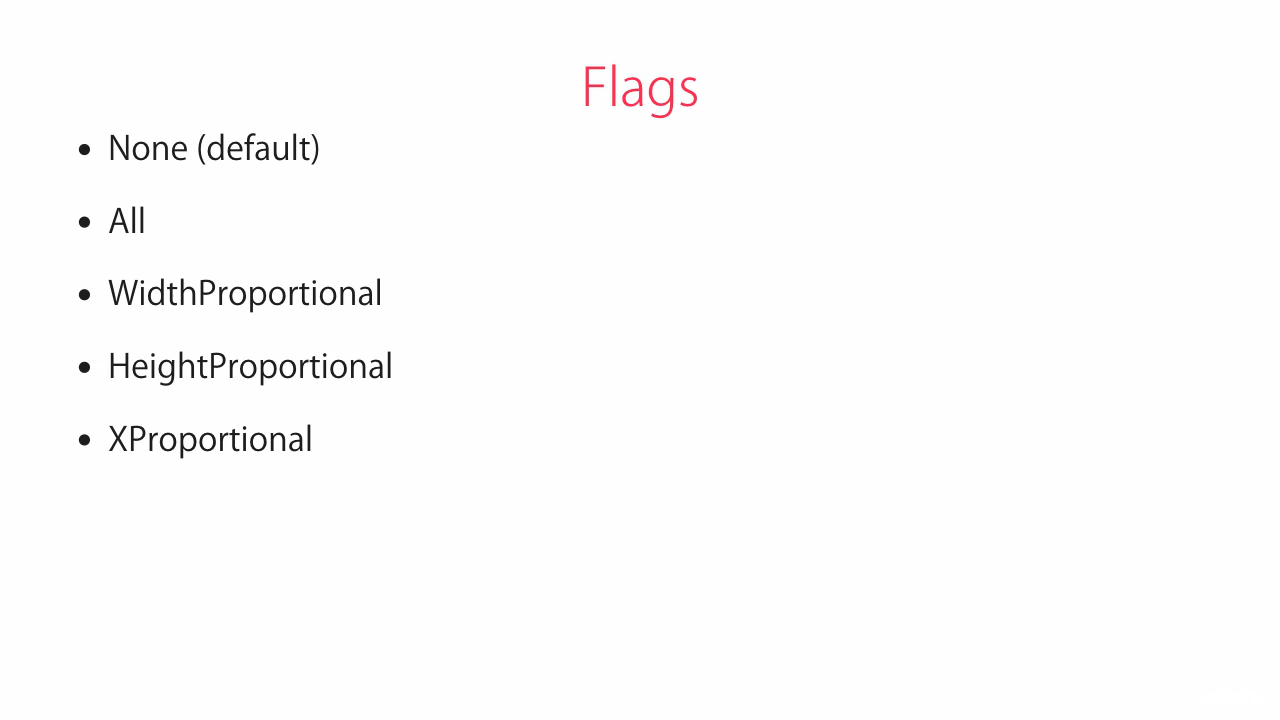 Flags
• None (default)
• All
• WidthProportional
• HeightProportional
• XProportional